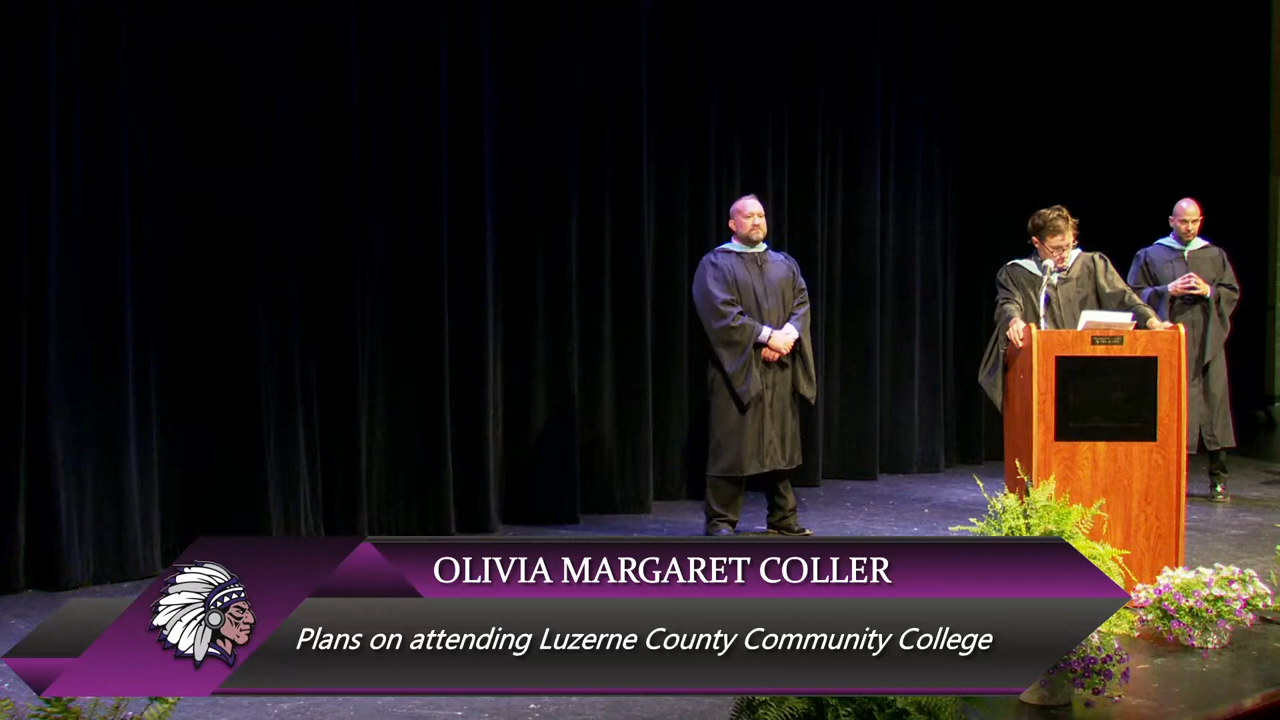 OLIVIA MARGARET COLLER
Plans on attending Luzerne County Community College